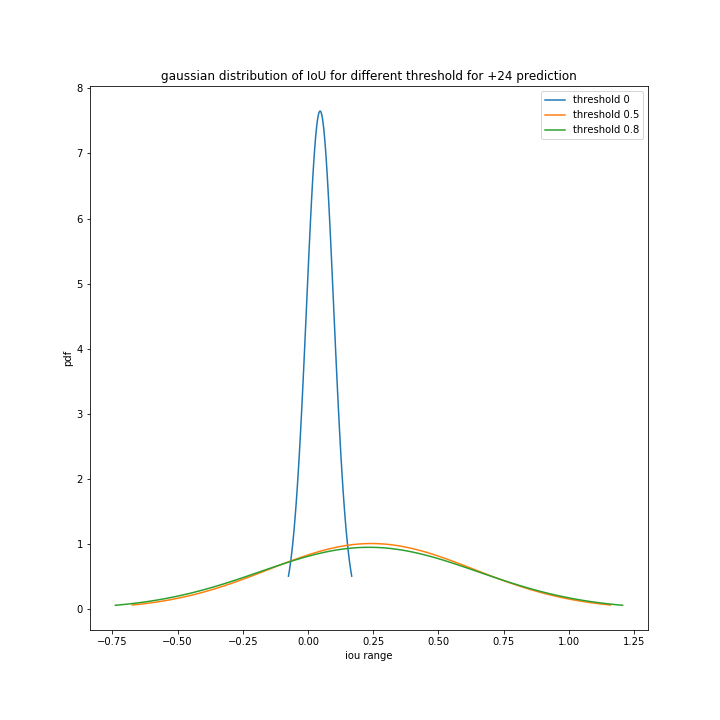 gaussian distribution of IoU for different threshold for +24 prediction
threshold 0
threshold 0.5
threshold 0.8
pdf
8
7
6
5
4
3
2
1
0
−0.75 −0.50 −0.25 0.00 0.25 0.50 0.75 1.00 1.25
iou range